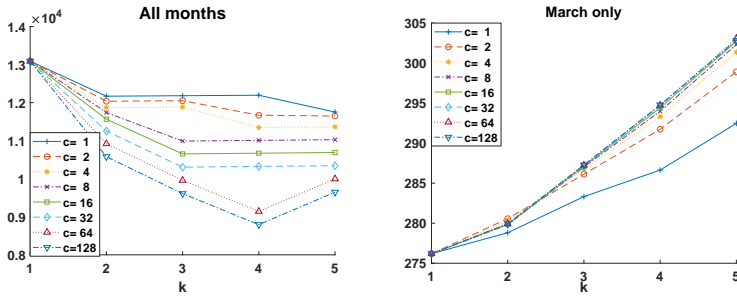 All months
×10⁴
1.4
1.3
1.2
1.1
1
0.9
0.8
c= 1
c= 2
c= 4
c= 8
c= 16
c= 32
c= 64
c=128
1 2 3 4 5
k
March only
305
300
295
290
285
280
275
c= 1
c= 2
c= 4
c= 8
c= 16
c= 32
c= 64
c=128
1 2 3 4 5
k